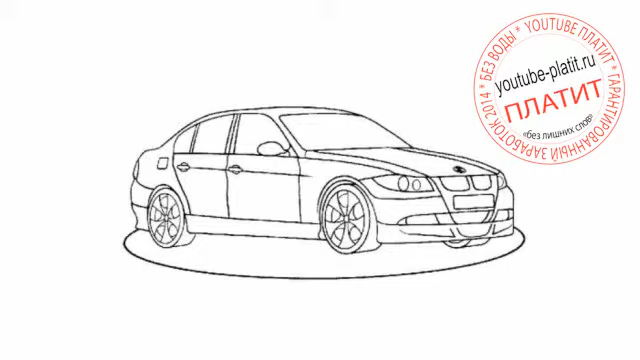 * БЕЗ ВОДЫ * YOUTUBE ПЛАТИТ * ГАРАНТИРОВАННЫЙ ЗАРАБОТОК 2014
youtube-platit.ru
ПЛАТИТ
«без лишних слов»